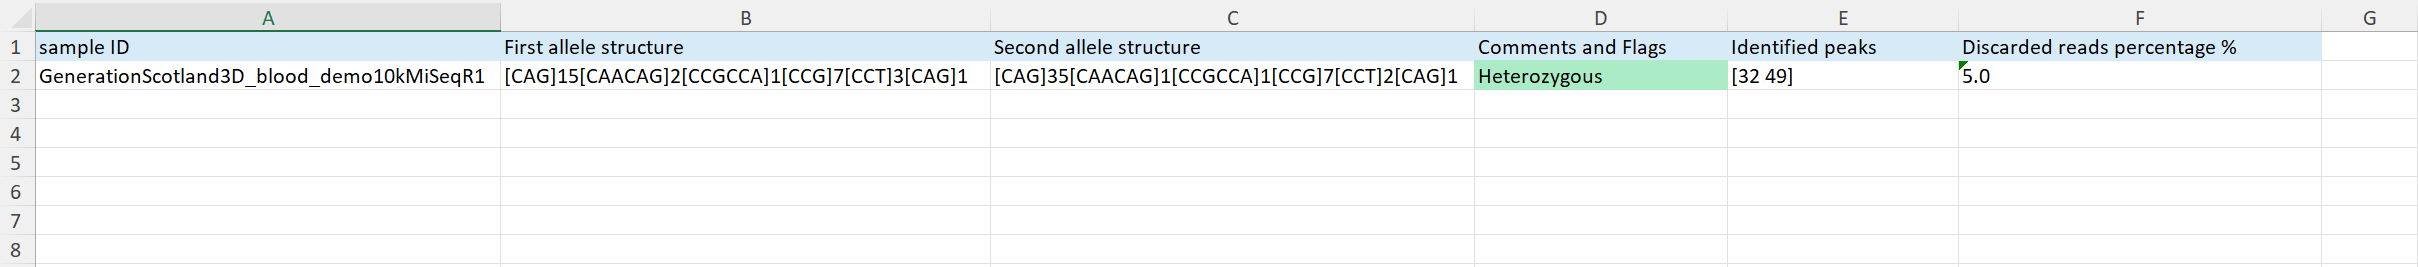 A B C D E F G
1 sample ID First allele structure Second allele structure Comments and Flags Identified peaks Discarded reads percentage %
2 GenerationScotland3D_blood_demo10kMiSeqR1 [CAG]15[CAACAG]2[CCGCCA]1[CCG]7[CCT]3[CAG]1 [CAG]35[CAACAG]1[CCGCCA]1[CCG]7[CCT]2[CAG]1 Heterozygous [32 49] 5.0
3
4
5
6
7
8